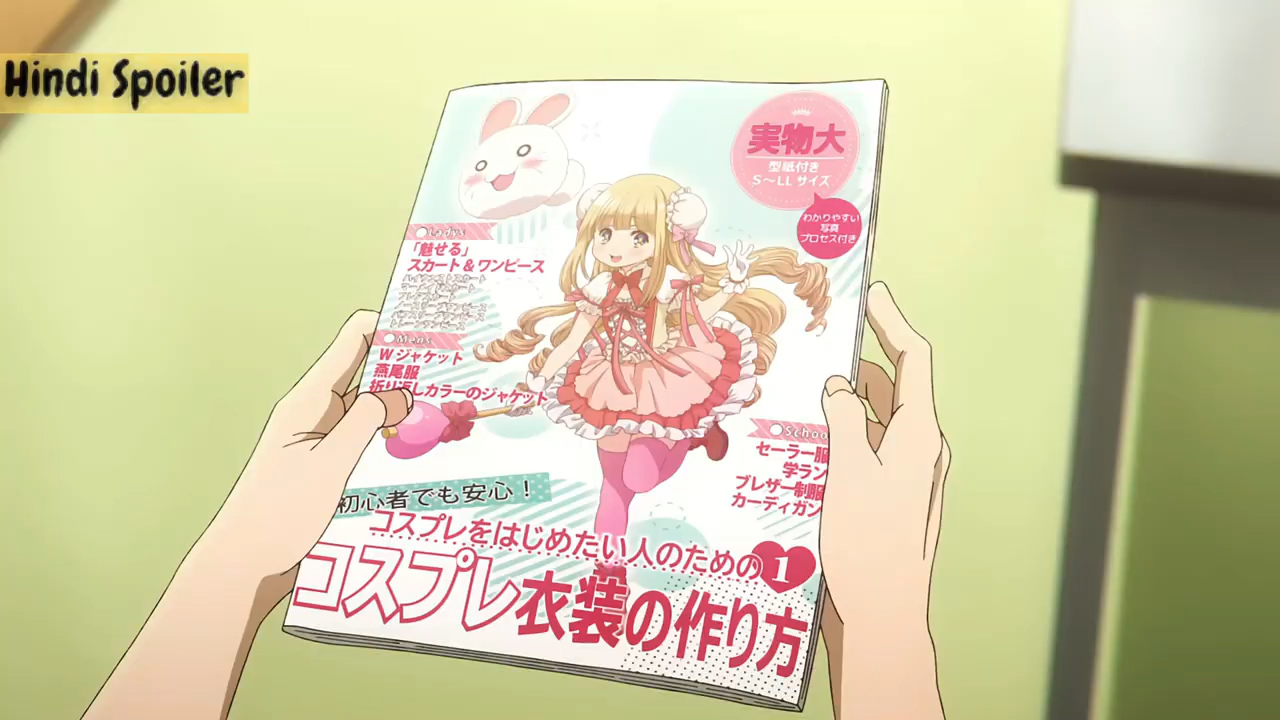 Hindi Spoiler
実物大
型紙付き
S～LL サイズ
わかりやすい
写真
プロセス付き
Ladys
「魅せる」
スカート&ワンピース
Mens
Wジャケット
燕尾服
折り返しカラーのジャケット
Schoo
セーラー服
学ラン
ブレザー制服
カーディガン
初心者でも安心！
コスプレをはじめたい人のための
1
コスプレ衣装の作り方